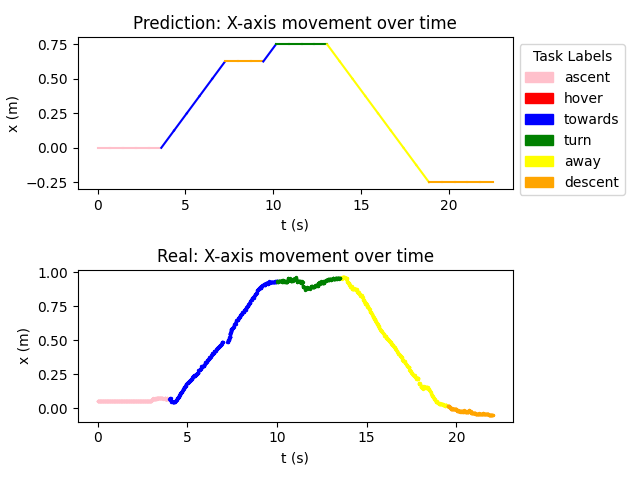 Prediction: X-axis movement over time
0.75
0.50
0.25
0.00
−0.25
x (m)
0
5
10
15
20
t (s)
Task Labels
ascent
hover
towards
turn
away
descent
Real: X-axis movement over time
1.00
0.75
0.50
0.25
0.00
x (m)
0
5
10
15
20
t (s)